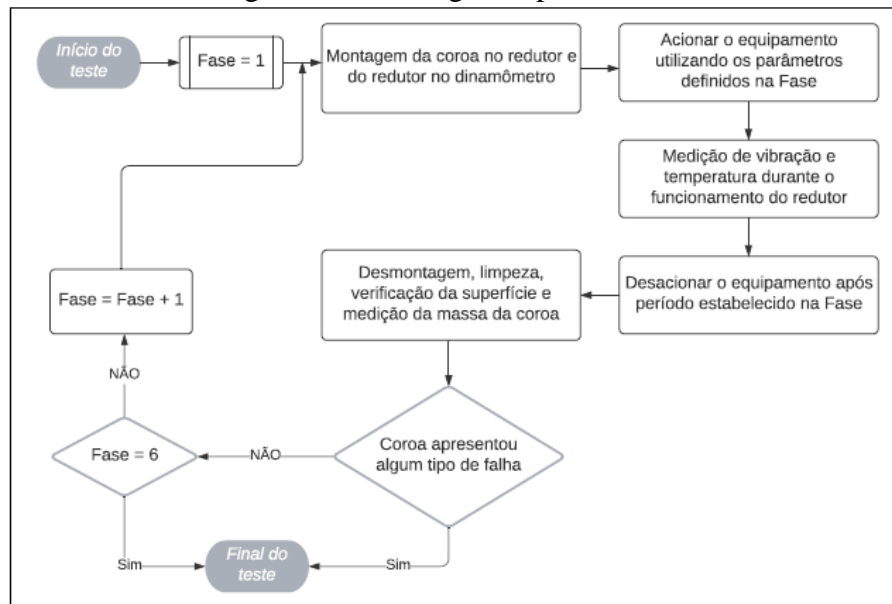 Início do
teste
Fase = 1
Montagem da coroa no redutor e
do redutor no dinamômetro
Acionar o equipamento
utilizando os parâmetros
definidos na Fase
Medição de vibração e
temperatura durante o
funcionamento do redutor
Desacionar o equipamento após
período estabelecido na Fase
Desmontagem, limpeza,
verificação da superfície e
medição da massa da coroa
Coroa apresentou
algum tipo de falha
NÃO
Fase = 6
NÃO
Fase = Fase + 1
Sim
Sim
Final do
teste